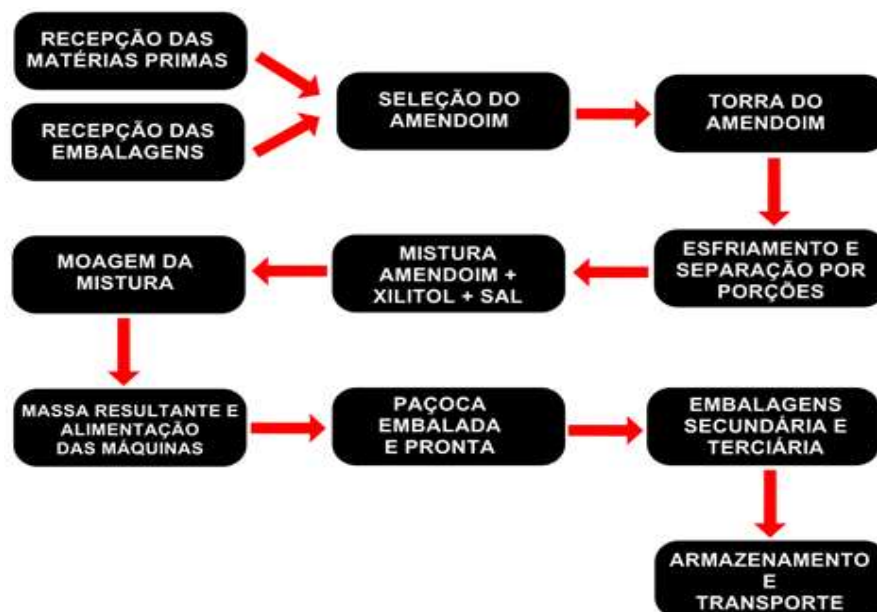 RECEPÇÃO DAS
MATÉRIAS PRIMAS
RECEPÇÃO DAS
EMBALAGENS
SELEÇÃO DO
AMENDOIM
TORRA DO
AMENDOIM
ESFRIAMENTO E
SEPARAÇÃO POR
PORÇÕES
MISTURA
AMENDOIM +
XILITOL + SAL
MOAGEM DA
MISTURA
MASSA RESULTANTE E
ALIMENTAÇÃO
DAS MÁQUINAS
PAÇOCA
EMBALADA
E PRONTA
EMBALAGENS
SECUNDÁRIA E
TERCIÁRIA
ARMAZENAMENTO
E
TRANSPORTE